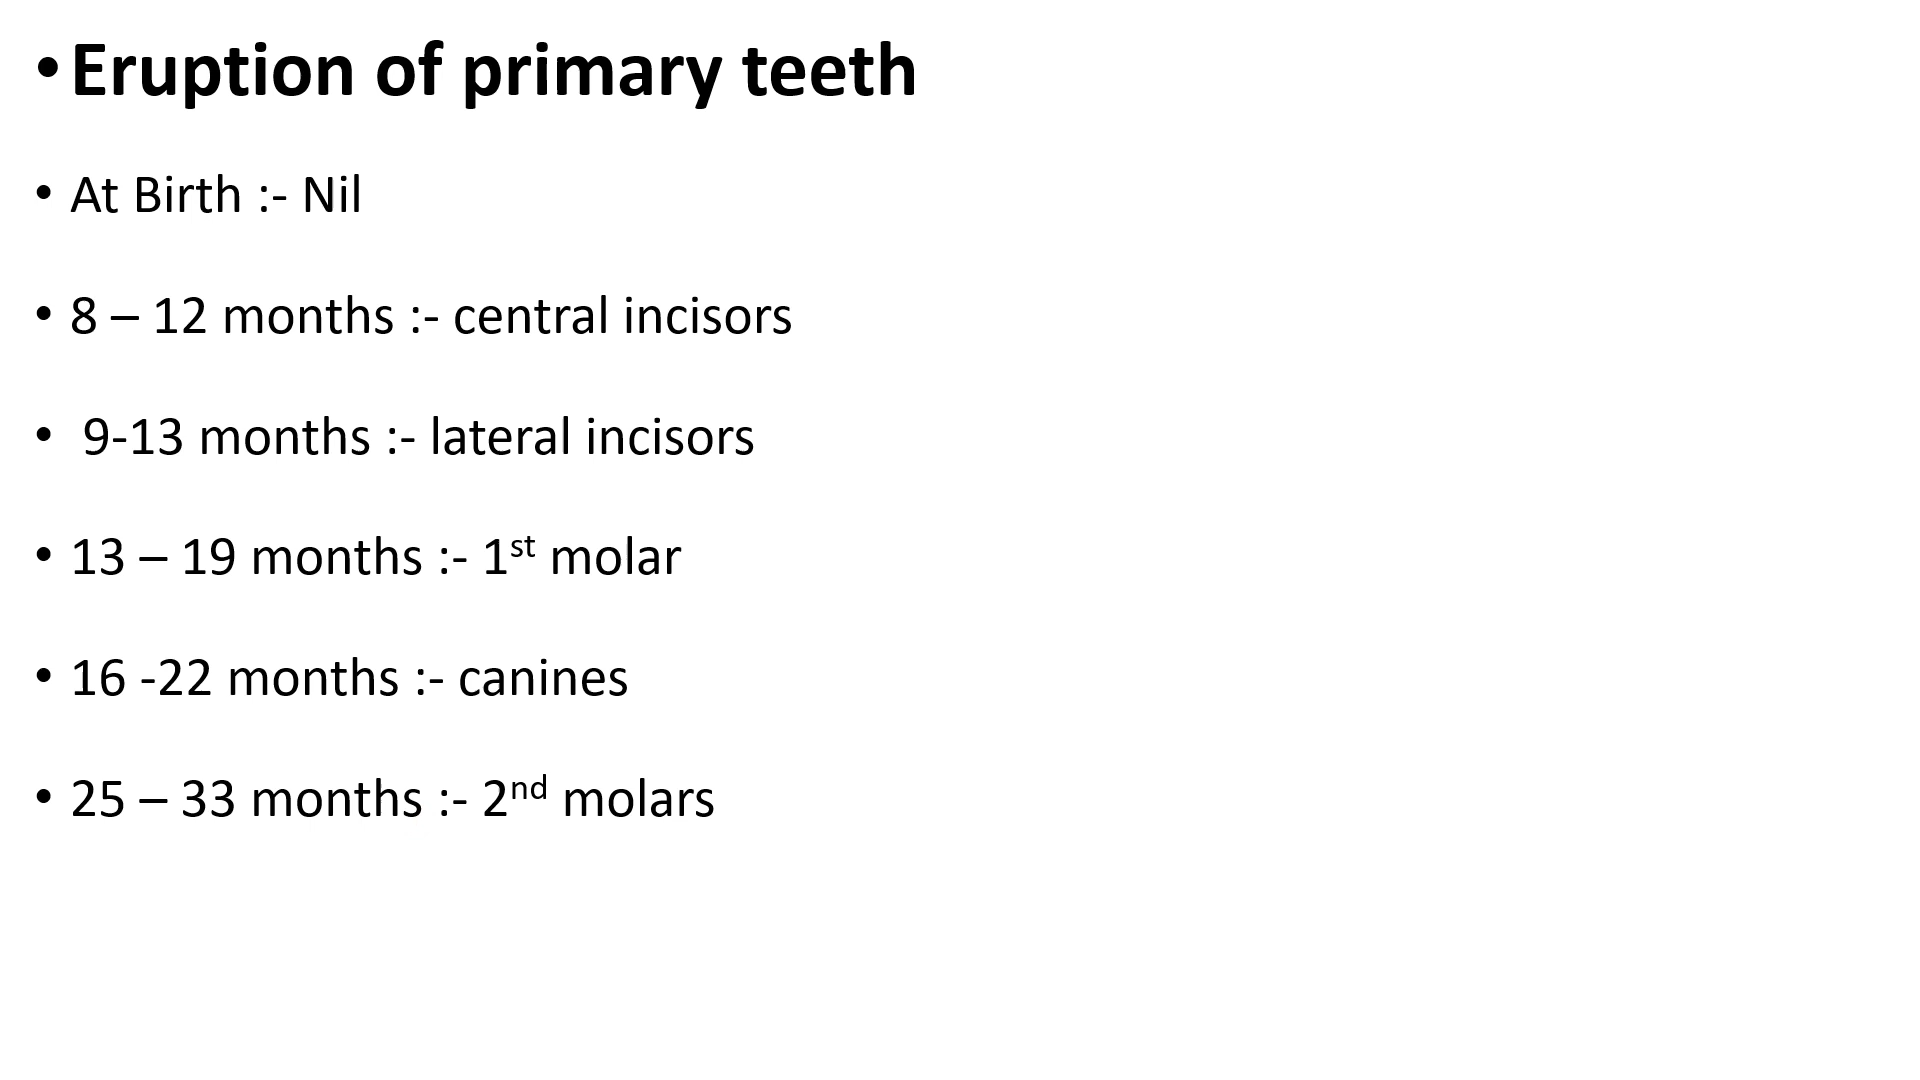 • Eruption of primary teeth
• At Birth :- Nil
• 8 – 12 months :- central incisors
• 9-13 months :- lateral incisors
• 13 – 19 months :- 1st molar
• 16 -22 months :- canines
• 25 – 33 months :- 2nd molars